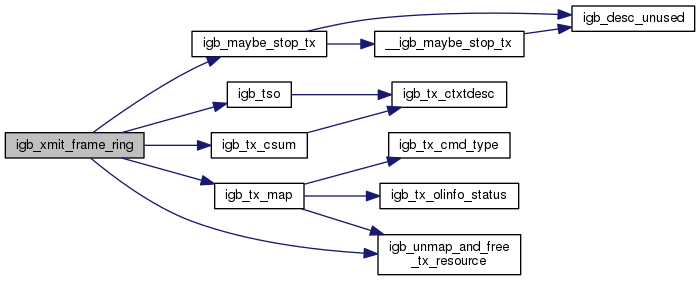 igb_desc_unused
igb_maybe_stop_tx
__igb_maybe_stop_tx
igb_tso
igb_tx_ctxtdesc
igb_xmit_frame_ring
igb_tx_csum
igb_tx_cmd_type
igb_tx_map
igb_tx_olinfo_status
igb_unmap_and_free
_tx_resource